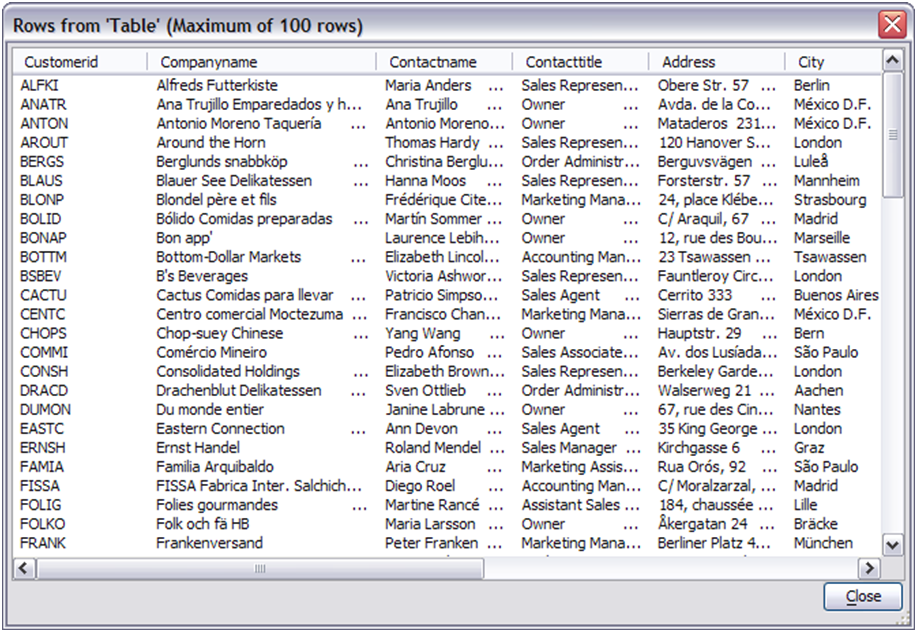 Rows from 'Table' (Maximum of 100 rows)
Customerid Companyname Contactname Contacttitle Address City
ALFKI Alfreds Futterkiste Maria Anders ... Sales Represen... Obere Str. 57 ... Berlin
ANATR Ana Trujillo Emparedados y h... Ana Trujillo ... Owner ... Avda. de la Co... México D.F.
ANTON Antonio Moreno Taquería ... Antonio Moreno... Owner ... Mataderos 231... México D.F.
AROUT Around the Horn Thomas Hardy ... Sales Represen... 120 Hanover S... London
BERGS Berglunds snabbköp ... Christina Berglu... Order Administr... Berguvsvägen ... Luleå
BLAUS Blauer See Delikatessen ... Hanna Moos ... Sales Represen... Forsterstr. 57 ... Mannheim
BLONP Blondel père et fils Frédérique Cite... Marketing Mana... 24, place Klébe... Strasbourg
BOLID Bólido Comidas preparadas ... Martín Sommer ... Owner ... C/ Araquil, 67 ... Madrid
BONAP Bon app' Laurence Lebih... Owner ... 12, rue des Bou... Marseille
BOTTM Bottom-Dollar Markets ... Elizabeth Lincol... Accounting Man... 23 Tsawassen ... Tsawassen
BSBEV B's Beverages Victoria Ashwor... Sales Represen... Fauntleroy Circ... London
CACTU Cactus Comidas para llevar ... Patricio Simpso... Sales Agent ... Cerrito 333 ... Buenos Aires
CENTC Centro comercial Moctezuma ... Francisco Chan... Marketing Mana... Sierras de Gran... México D.F.
CHOPS Chop-suey Chinese ... Yang Wang ... Owner ... Hauptstr. 29 ... Bern
COMMI Comércio Mineiro Pedro Afonso ... Sales Associate... Av. dos Lusíada... São Paulo
CONSH Consolidated Holdings ... Elizabeth Brown... Sales Represen... Berkeley Garde... London
DRACD Drachenblut Delikatessen ... Sven Ottlieb ... Order Administr... Walserweg 21 ... Aachen
DUMON Du monde entier Janine Labrune ... Owner ... 67, rue des Cin... Nantes
EASTC Eastern Connection ... Ann Devon ... Sales Agent ... 35 King George ... London
ERNSH Ernst Handel Roland Mendel ... Sales Manager ... Kirchgasse 6 ... Graz
FAMIA Familia Arquibaldo Aria Cruz ... Marketing Assis... Rua Orós, 92 ... São Paulo
FISSA FISSA Fabrica Inter. Salchich... Diego Roel ... Accounting Man... C/ Moralzarzal, ... Madrid
FOLIG Folies gourmandes ... Martine Rancé ... Assistant Sales ... 184, chaussée ... Lille
FOLKO Folk och fä HB Maria Larsson ... Owner ... Åkergatan 24 ... Bräcke
FRANK Frankenversand Peter Franken ... Marketing Mana... Berliner Platz 4... München
Close